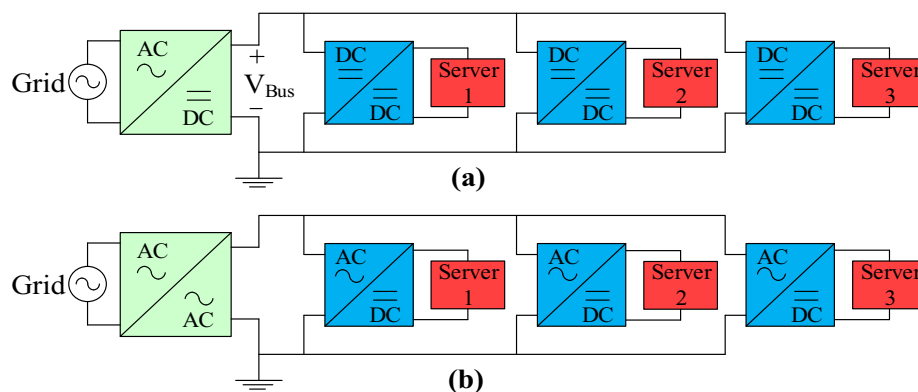 AC
DC
Grid
+
V_Bus
−
DC
DC
Server
1
DC
DC
Server
2
DC
DC
Server
3
(a)
AC
AC
Grid
AC
DC
Server
1
AC
DC
Server
2
AC
DC
Server
3
(b)